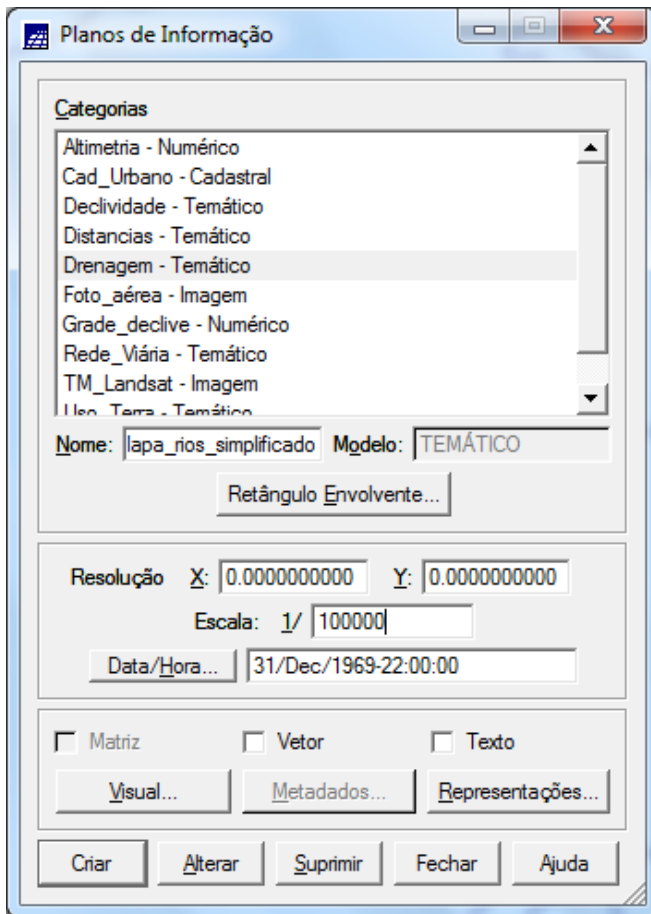 Planos de Informação
Categorias
Altimetria - Numérico
Cad_Urbano - Cadastral
Declividade - Temático
Distancias - Temático
Drenagem - Temático
Foto_aérea - Imagem
Grade_declive - Numérico
Rede_Viária - Temático
TM_Landsat - Imagem
Uso_Terra - Temático
Nome: lapa_rios_simplificado Modelo: TEMÁTICO
Retângulo Envolvente...
Resolução X: 0.0000000000 Y: 0.0000000000
Escala: 1/ 100000
Data/Hora... 31/Dec/1969-22:00:00
Matriz Vetor Texto
Visual... Metadados... Representações...
Criar Alterar Suprimir Fechar Ajuda